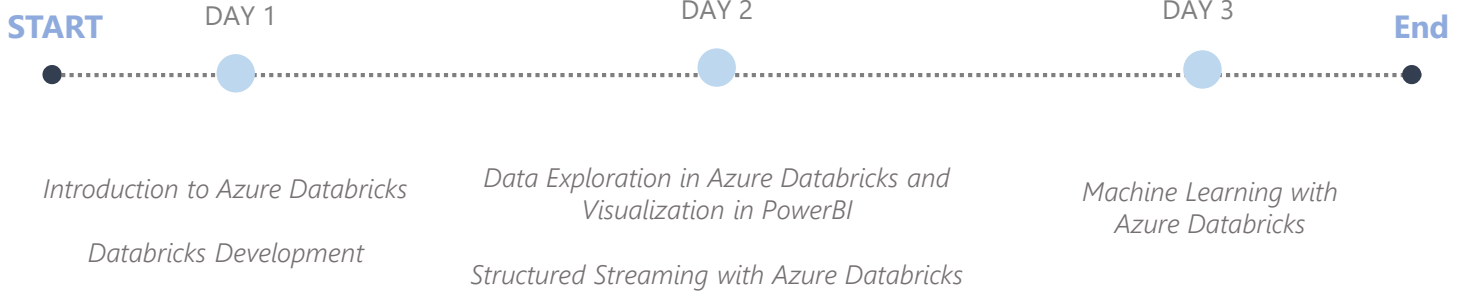 START
DAY 1
DAY 2
DAY 3
End
Introduction to Azure Databricks
Databricks Development
Data Exploration in Azure Databricks and
Visualization in PowerBI
Structured Streaming with Azure Databricks
Machine Learning with
Azure Databricks